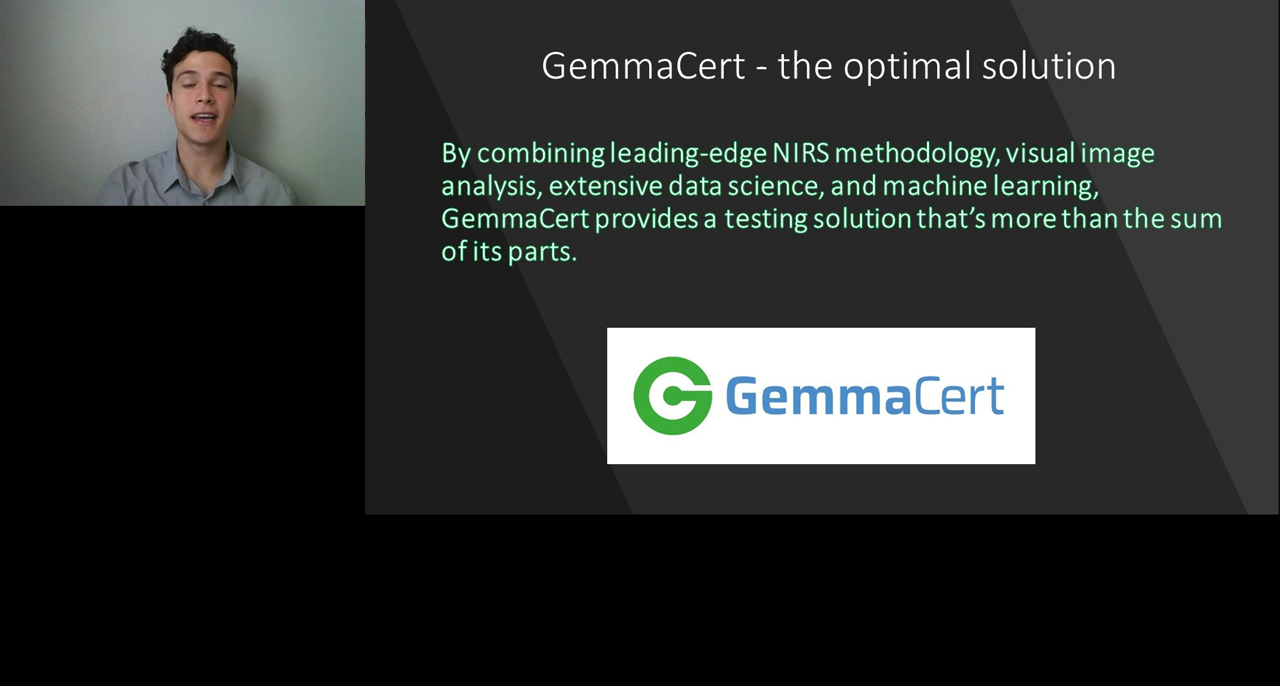 GemmaCert - the optimal solution
By combining leading-edge NIRS methodology, visual image
analysis, extensive data science, and machine learning,
GemmaCert provides a testing solution that’s more than the sum
of its parts.
GemmaCert